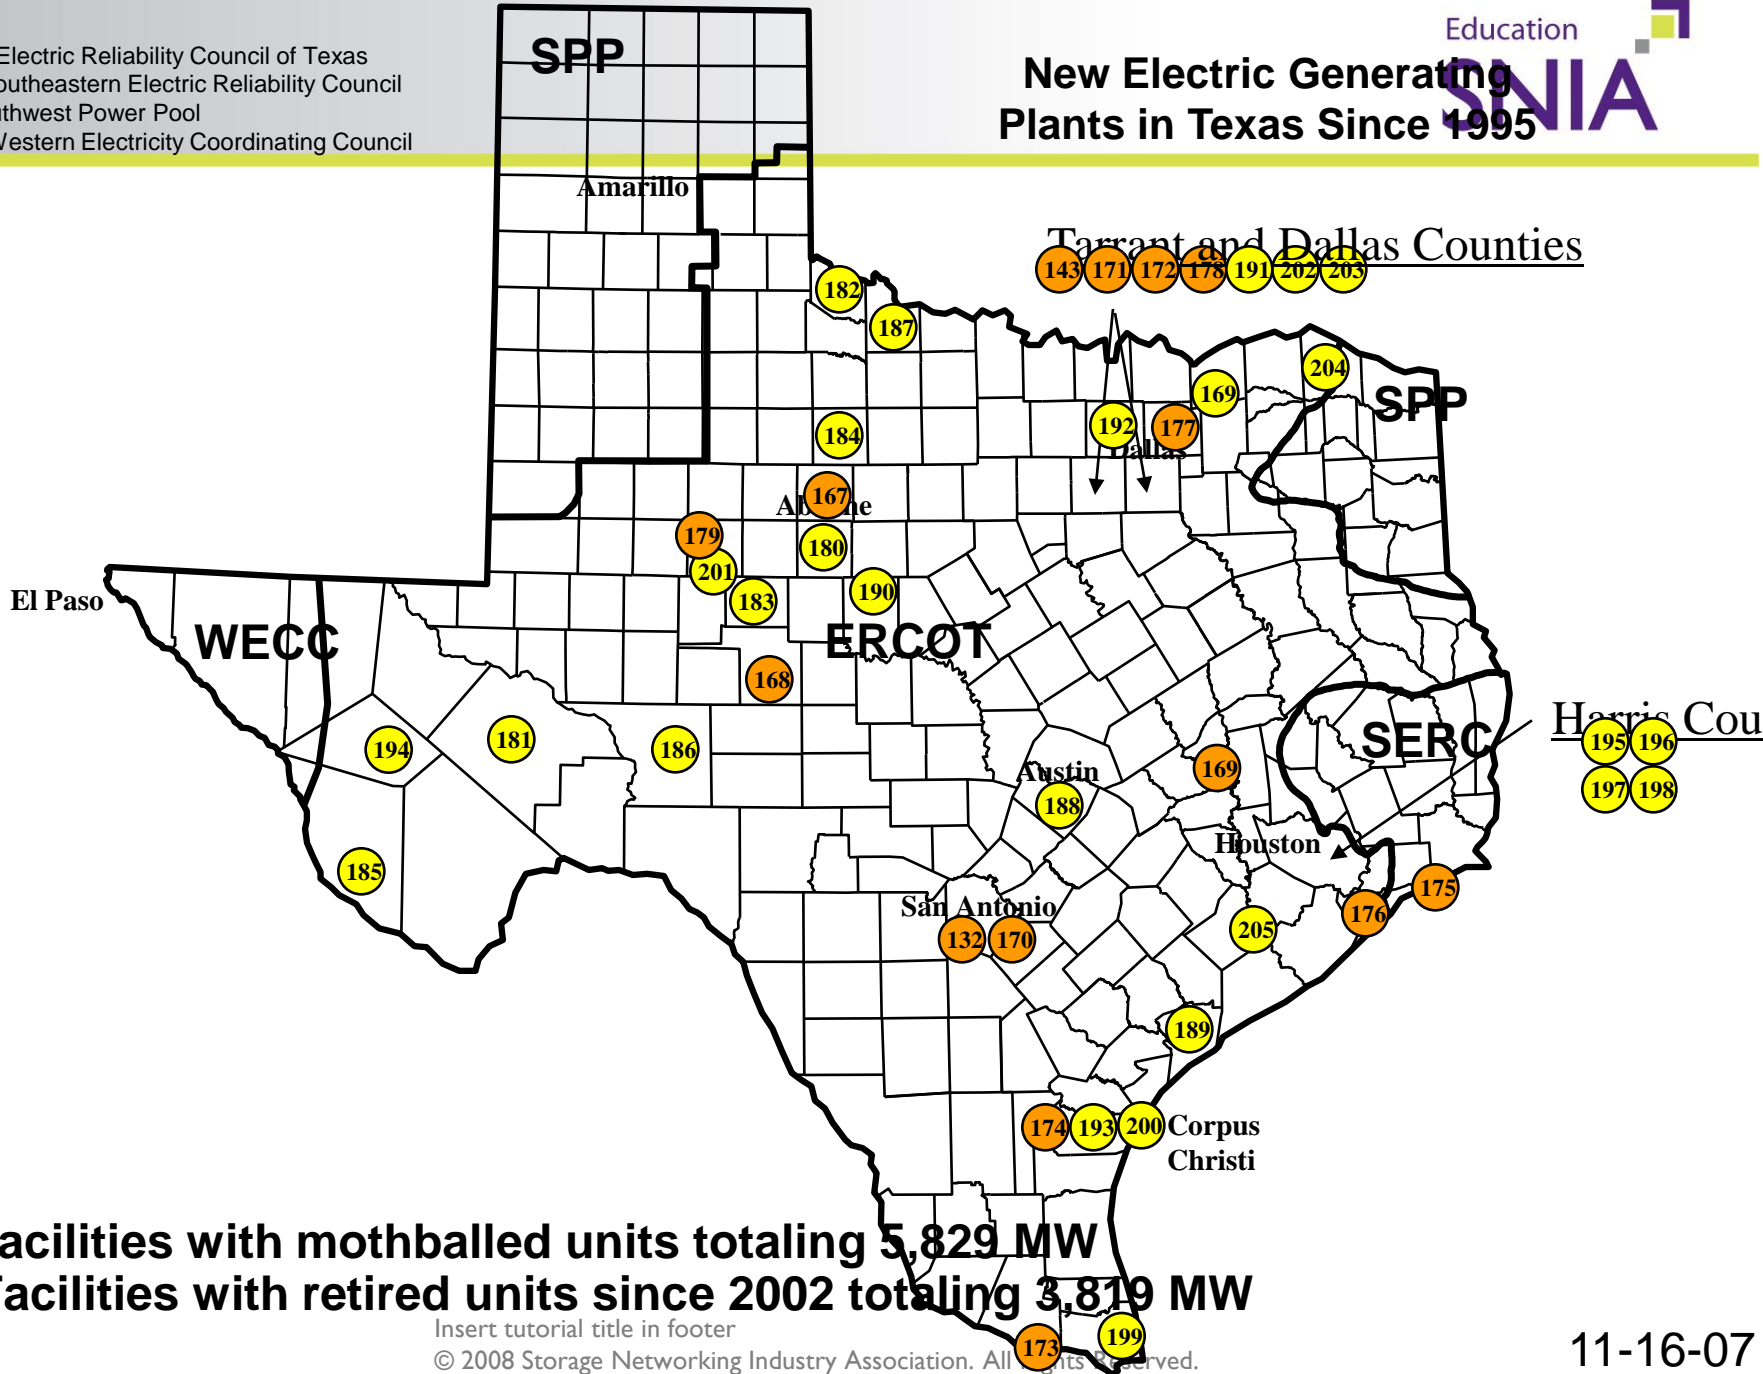 Electric Reliability Council of Texas
outheastern Electric Reliability Council
thwest Power Pool
Western Electricity Coordinating Council
SPP
Education
SNIA
New Electric Generating
Plants in Texas Since 1995
Amarillo
Tarrant and Dallas Counties
143 171 172 178 191 202 203
182
187
204
169
SPP
192 177
Dallas
184
167
Abilene
179
180
201
190
183
El Paso
WECC
ERCOT
168
194
181
186
SERC
Harris Cou
195 196
197 198
169
Austin
188
Houston
185
175
176
San Antonio
205
132 170
189
174 193 200 Corpus
Christi
acilities with mothballed units totaling 5,829 MW
acilities with retired units since 2002 totaling 3,819 MW
Insert tutorial title in footer
199
173
© 2008 Storage Networking Industry Association. All Rights Reserved.
11-16-07